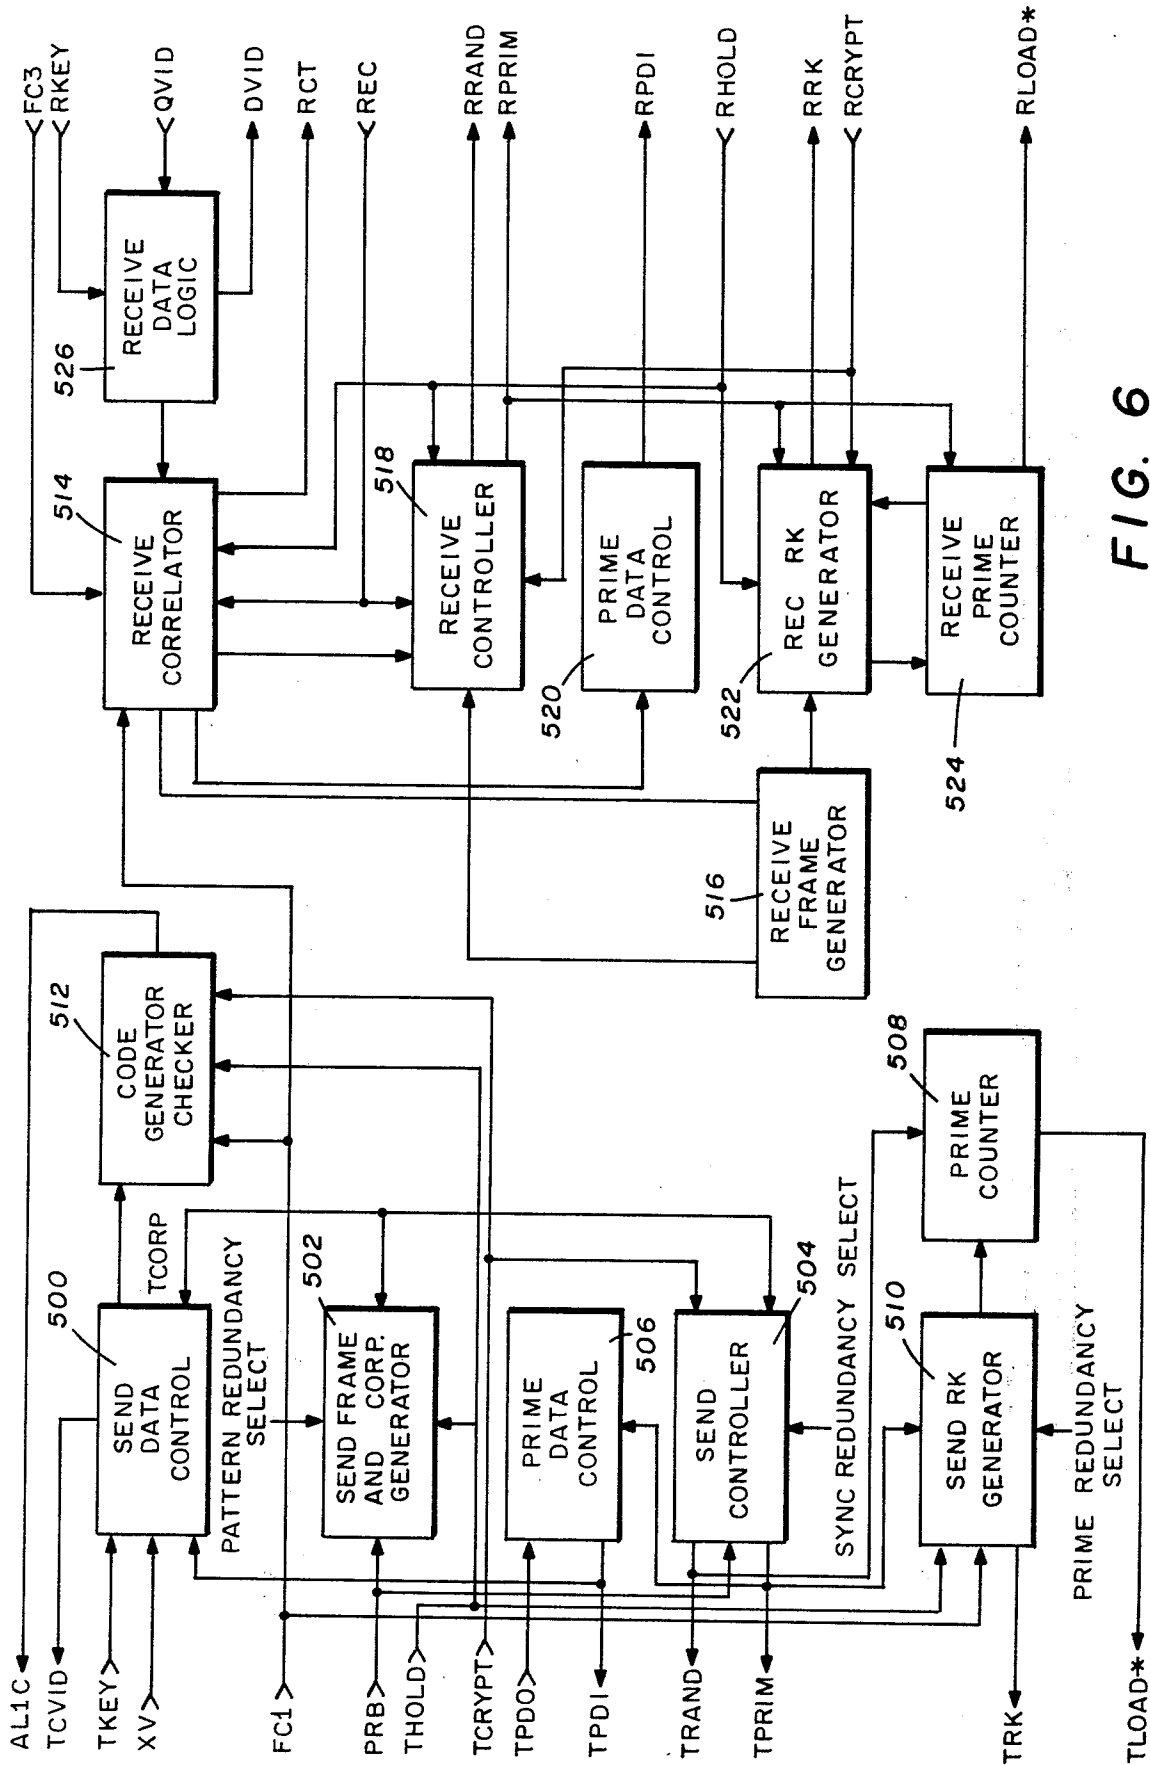 AL1C
TCVID
TKEY
XV
FC1
PRB
THOLD
TCRYPT
TPDO
TPDI
TRAND
TPRIM
TRK
TLOAD*
500
SEND
DATA
CONTROL
TCORP
PATTERN REDUNDANCY
SELECT
502
SEND FRAME
AND CORP.
GENERATOR
506
PRIME
DATA
CONTROL
504
SEND
CONTROLLER
SYNC REDUNDANCY SELECT
510
SEND RK
GENERATOR
PRIME REDUNDANCY
SELECT
508
PRIME
COUNTER
512
CODE
GENERATOR
CHECKER
514
RECEIVE
CORRELATOR
526
RECEIVE
DATA
LOGIC
518
RECEIVE
CONTROLLER
520
PRIME
DATA
CONTROL
516
RECEIVE
FRAME
GENERATOR
522
REC RK
GENERATOR
524
RECEIVE
PRIME
COUNTER
FC3
RKEY
QVID
DVID
RCT
REC
RRAND
RPRIM
RPDI
RHOLD
RRK
RCRYPT
RLOAD*
FIG. 6